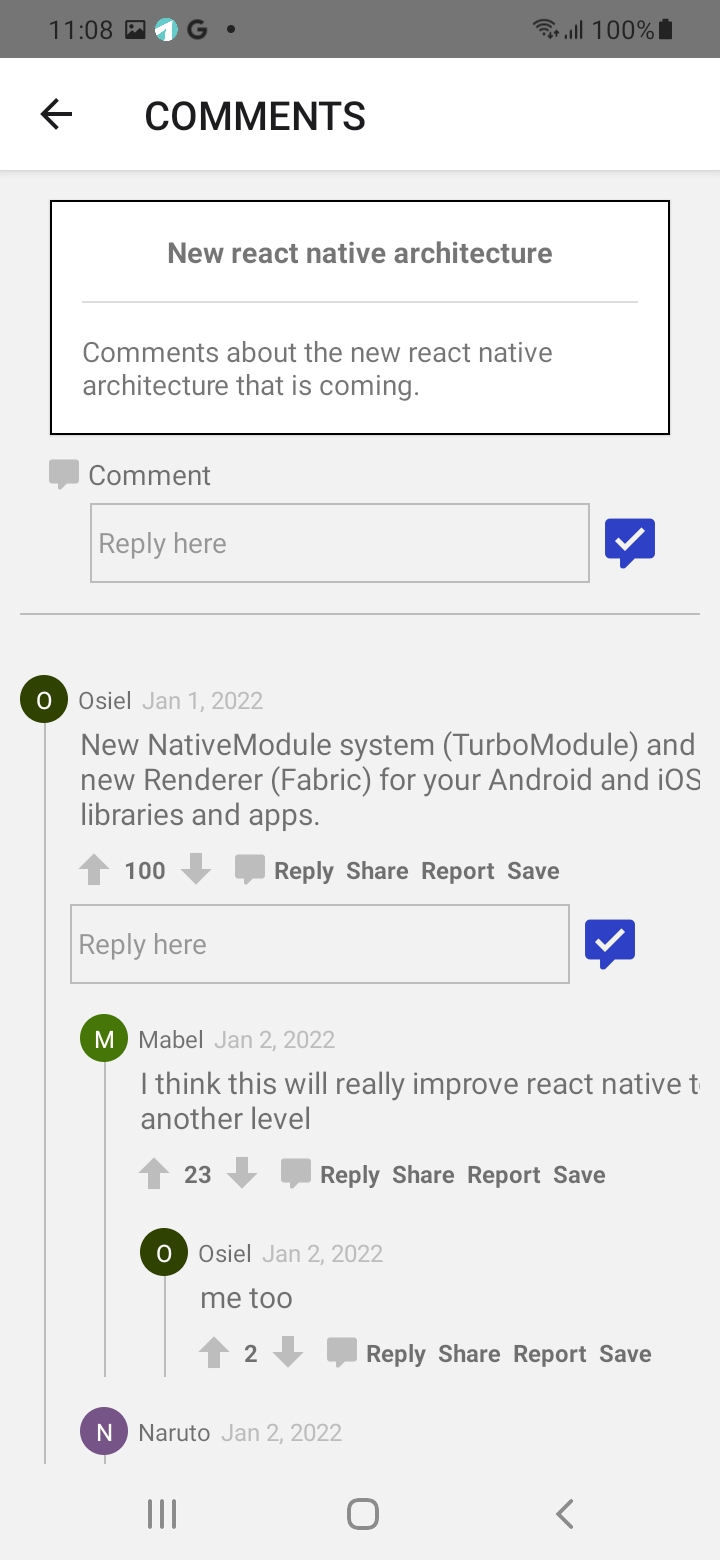 11:08 G 100%
COMMENTS
New react native architecture
Comments about the new react native
architecture that is coming.
Comment
Reply here
O Osiel Jan 1, 2022
New NativeModule system (TurboModule) and
new Renderer (Fabric) for your Android and iOS
libraries and apps.
100 Reply Share Report Save
Reply here
M Mabel Jan 2, 2022
I think this will really improve react native t
another level
23 Reply Share Report Save
O Osiel Jan 2, 2022
me too
2 Reply Share Report Save
N Naruto Jan 2, 2022